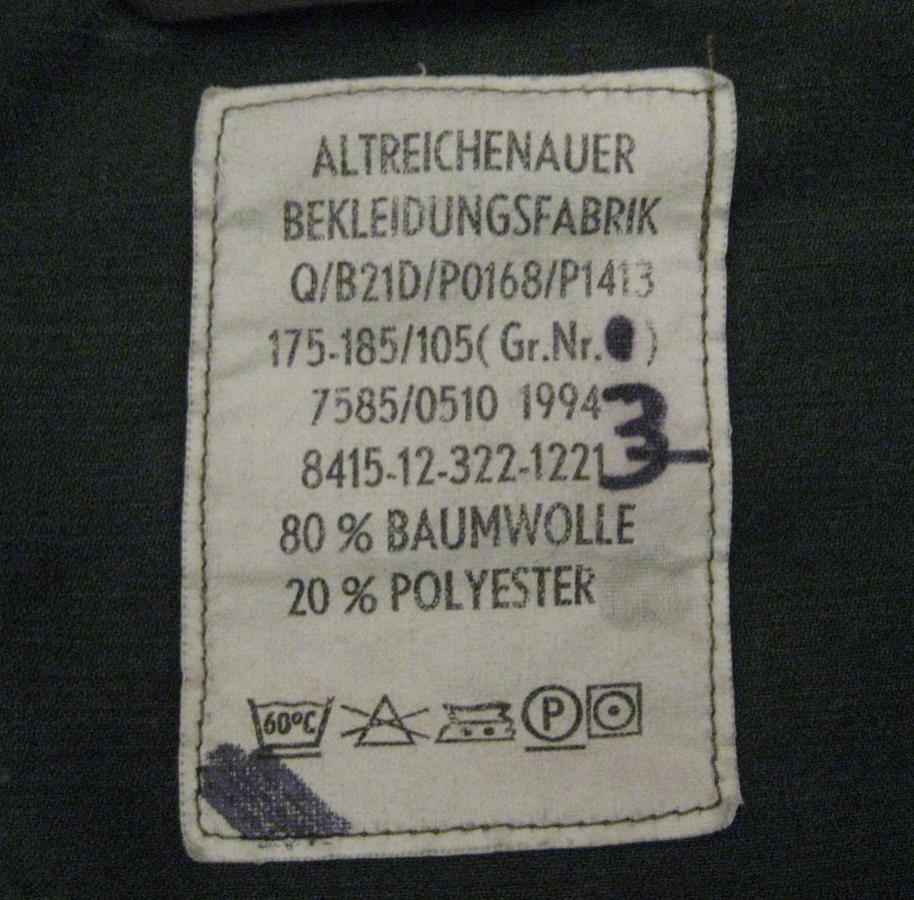 ALTREICHENAUER
BEKLEIDUNGSFABRIK
Q/B21D/P0168/P1413
175-185/105( Gr.Nr. )
7585/0510 1994
3
8415-12-322-1221
80 % BAUMWOLLE
20 % POLYESTER
60°C P